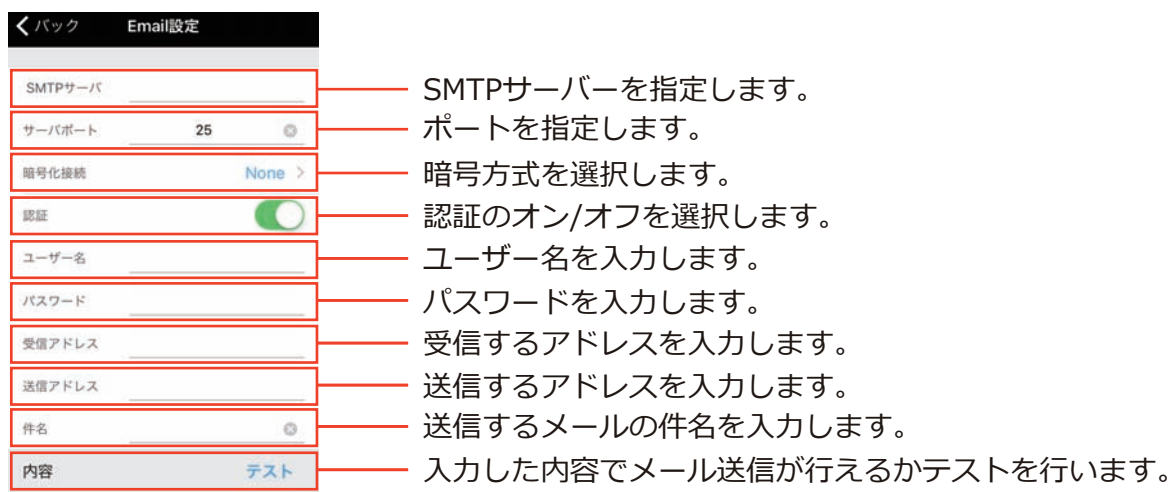 バック Email設定
SMTPサーバ SMTPサーバーを指定します。
サーバポート 25 ポートを指定します。
暗号化接続 None > 暗号方式を選択します。
認証 認証のオン/オフを選択します。
ユーザー名 ユーザー名を入力します。
パスワード パスワードを入力します。
受信アドレス 受信するアドレスを入力します。
送信アドレス 送信するアドレスを入力します。
件名 送信するメールの件名を入力します。
内容 テスト 入力した内容でメール送信が行えるかテストを行います。